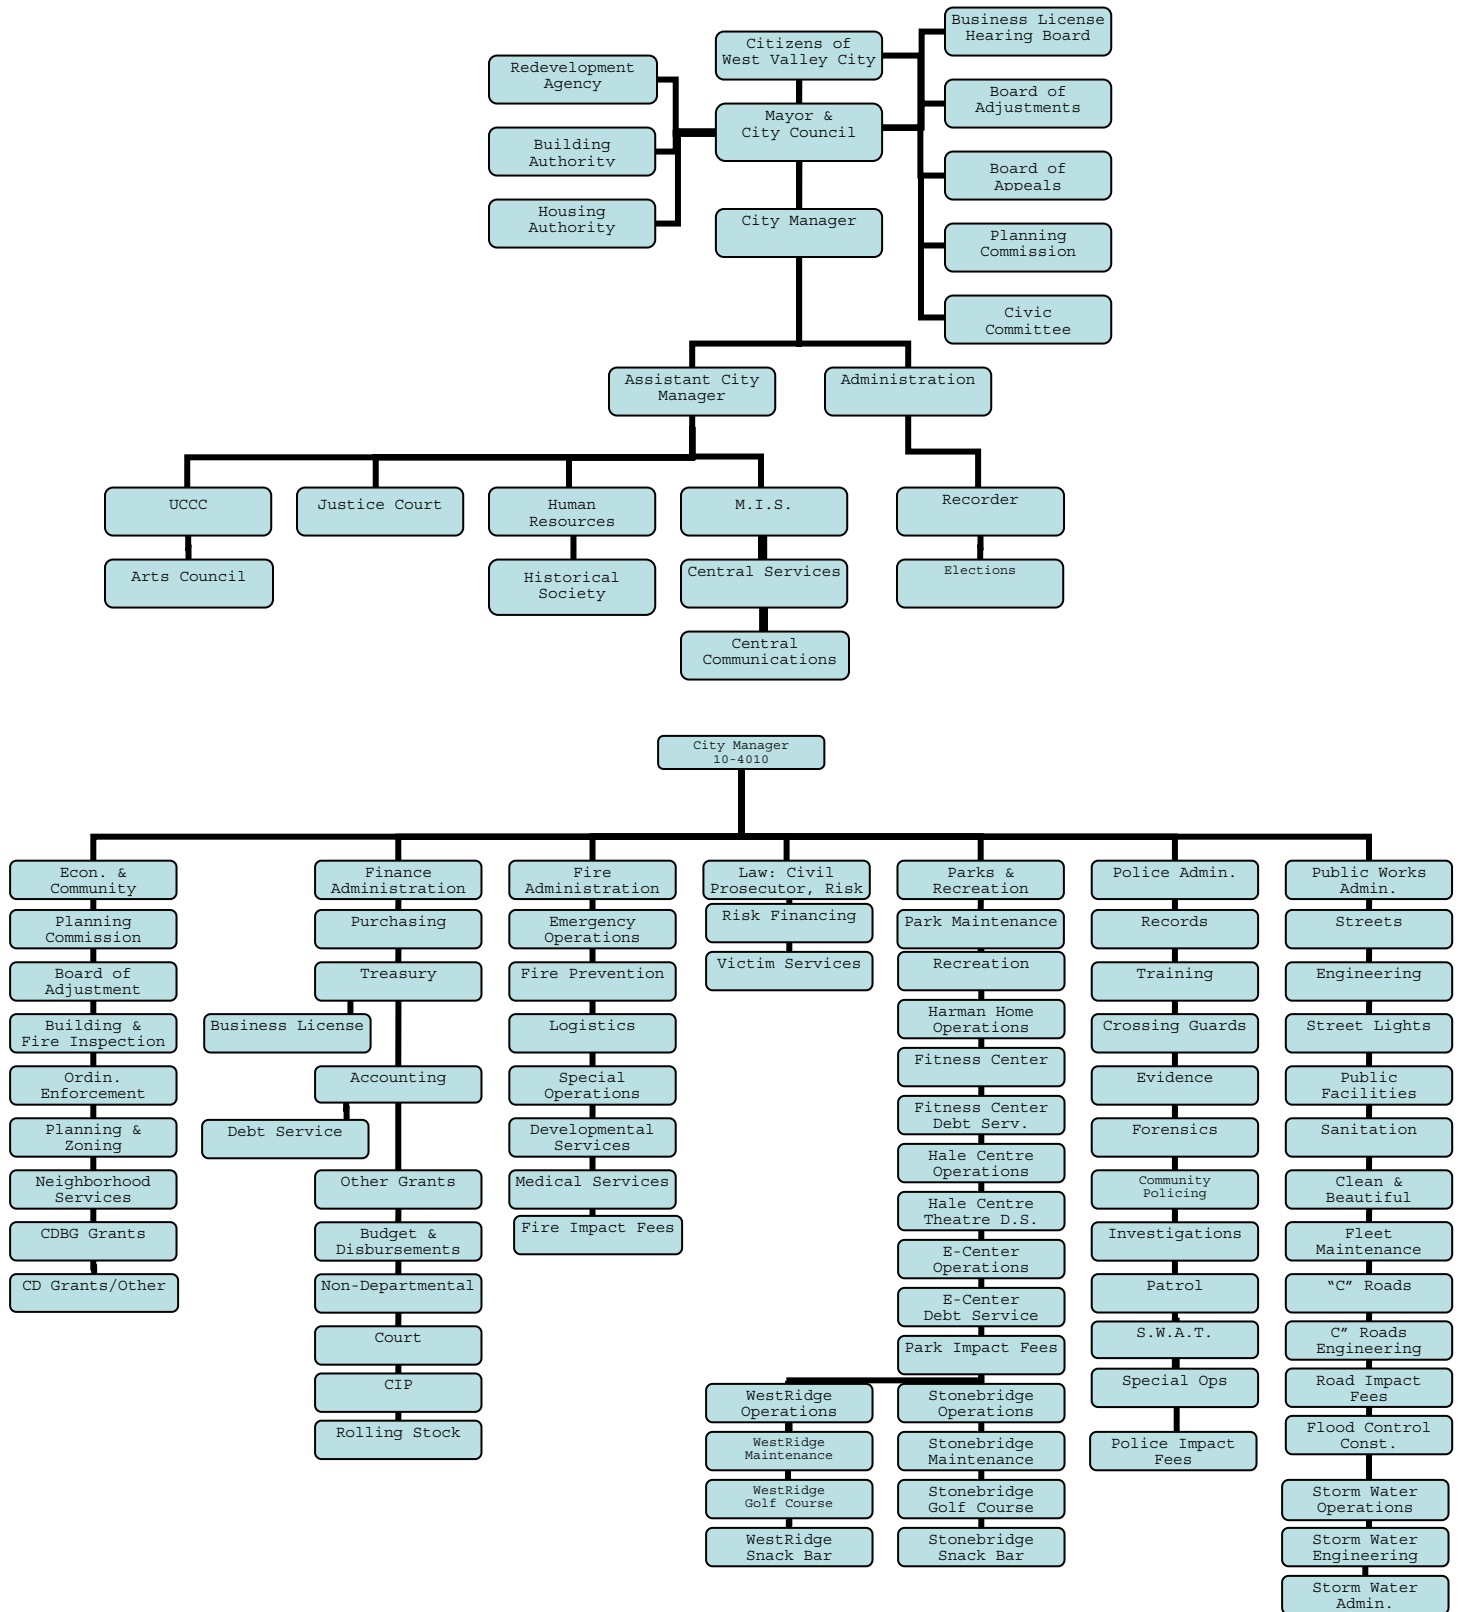 Citizens of
West Valley City
Business License
Hearing Board
Redevelopment
Agency
Board of
Adjustments
Mayor &
City Council
Building
Authority
Board of
Appeals
Housing
Authority
City Manager
Planning
Commission
Civic
Committee
Assistant City
Manager
Administration
UCCC
Justice Court
Human
Resources
M.I.S.
Recorder
Arts Council
Historical
Society
Central Services
Elections
Central
Communications
City Manager
10-4010
Econ. &
Community
Planning
Commission
Board of
Adjustment
Building &
Fire Inspection
Ordin.
Enforcement
Planning &
Zoning
Neighborhood
Services
CDBG Grants
CD Grants/Other
Finance
Administration
Purchasing
Treasury
Business License
Accounting
Debt Service
Other Grants
Budget &
Disbursements
Non-Departmental
Court
CIP
Rolling Stock
Fire
Administration
Emergency
Operations
Fire Prevention
Logistics
Special
Operations
Developmental
Services
Medical Services
Fire Impact Fees
Law: Civil
Prosecutor, Risk
Risk Financing
Victim Services
Parks &
Recreation
Park Maintenance
Recreation
Harman Home
Operations
Fitness Center
Fitness Center
Debt Serv.
Hale Centre
Operations
Hale Centre
Theatre D.S.
E-Center
Operations
E-Center
Debt Service
Park Impact Fees
WestRidge
Operations
WestRidge
Maintenance
WestRidge
Golf Course
WestRidge
Snack Bar
Stonebridge
Operations
Stonebridge
Maintenance
Stonebridge
Golf Course
Stonebridge
Snack Bar
Police Admin.
Records
Training
Crossing Guards
Evidence
Forensics
Community
Policing
Investigations
Patrol
S.W.A.T.
Special Ops
Police Impact
Fees
Public Works
Admin.
Streets
Engineering
Street Lights
Public
Facilities
Sanitation
Clean &
Beautiful
Fleet
Maintenance
“C” Roads
C” Roads
Engineering
Road Impact
Fees
Flood Control
Const.
Storm Water
Operations
Storm Water
Engineering
Storm Water
Admin.